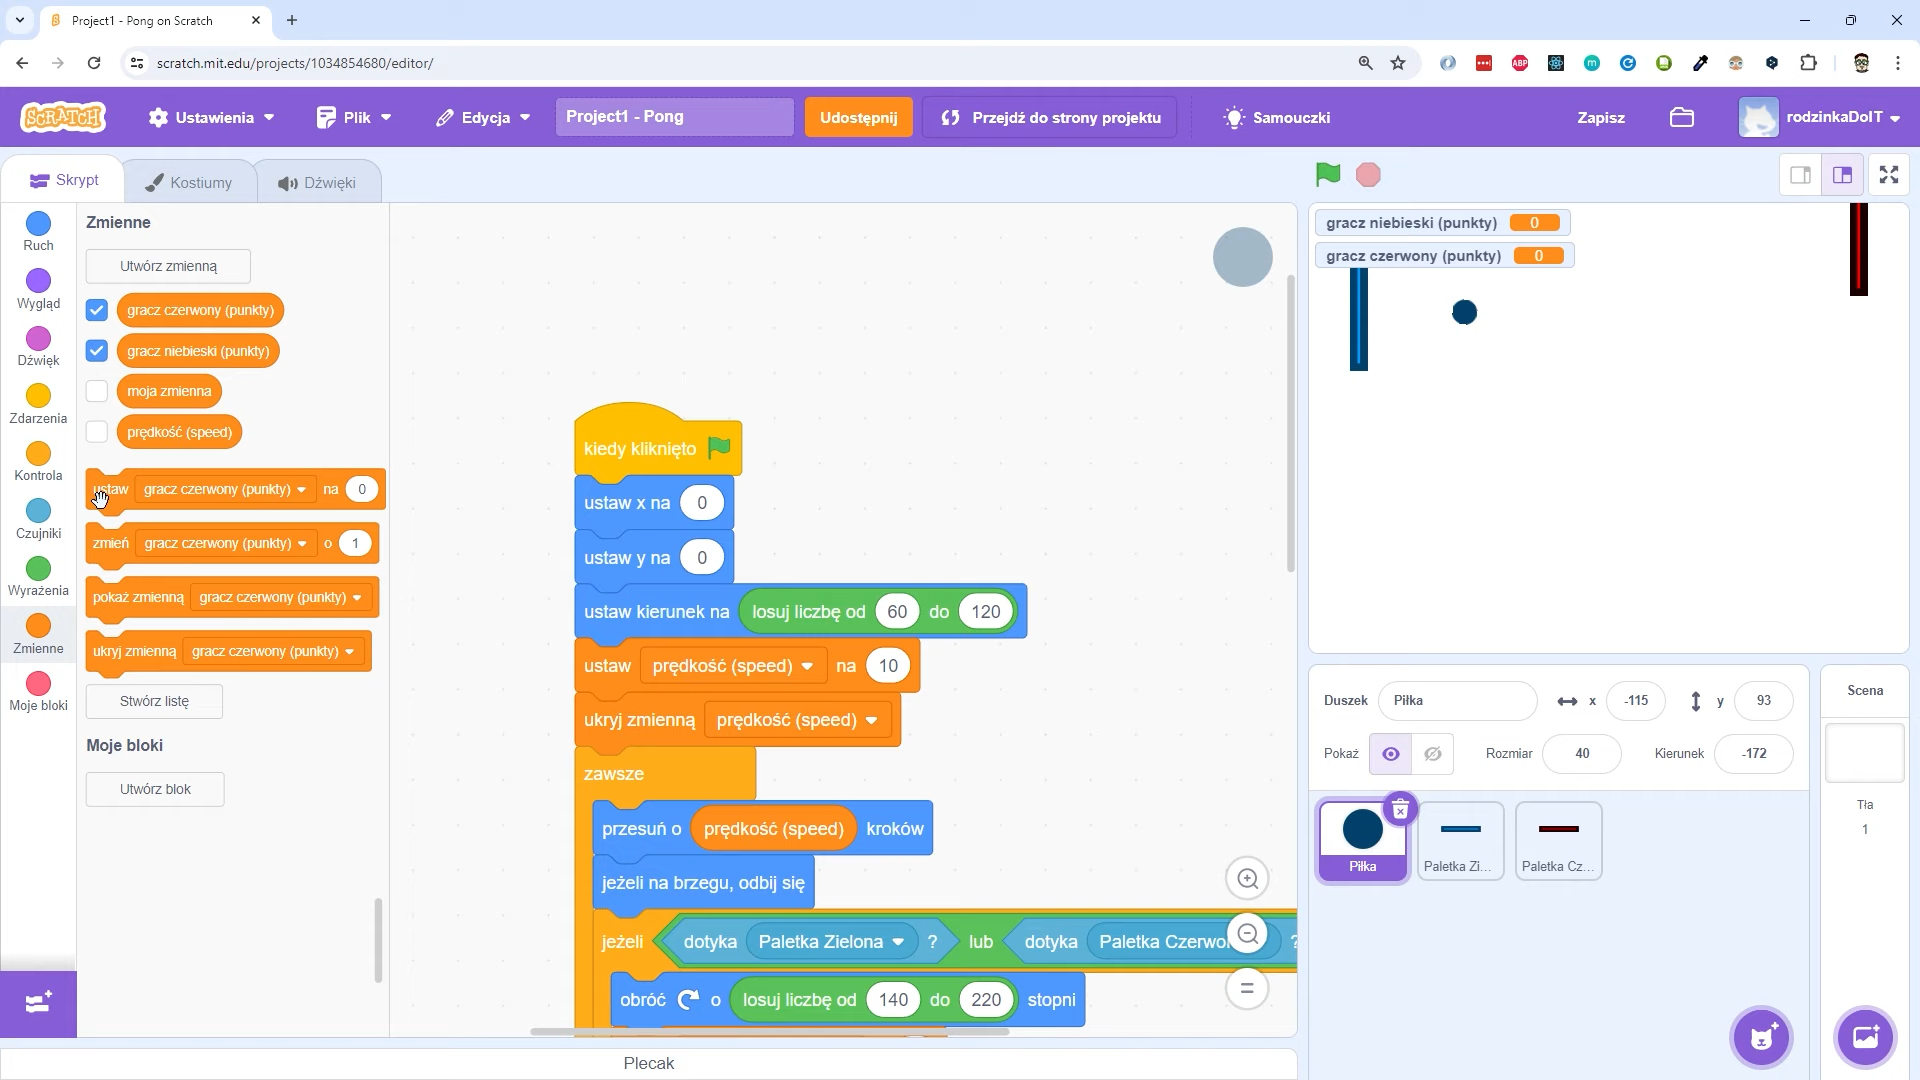 Project1 - Pong on Scratch
scratch.mit.edu/projects/1034854680/editor/
ABP
m
SCRATCH
Ustawienia
Plik
Edycja
Project1 - Pong
Udostępnij
Przejdź do strony projektu
Samouczki
Zapisz
rodzinkaDoIT
Skrypt
Kostiumy
Dźwięki
Ruch
Wygląd
Dźwięk
Zdarzenia
Kontrola
Czujniki
Wyrażenia
Zmienne
Moje bloki
Zmienne
Utwórz zmienną
gracz czerwony (punkty)
gracz niebieski (punkty)
moja zmienna
prędkość (speed)
ustaw gracz czerwony (punkty) na 0
zmień gracz czerwony (punkty) o 1
pokaż zmienną gracz czerwony (punkty)
ukryj zmienną gracz czerwony (punkty)
Stwórz listę
Moje bloki
Utwórz blok
kiedy kliknięto
ustaw x na 0
ustaw y na 0
ustaw kierunek na losuj liczbę od 60 do 120
ustaw prędkość (speed) na 10
ukryj zmienną prędkość (speed)
zawsze
przesuń o prędkość (speed) kroków
jeżeli na brzegu, odbij się
jeżeli dotyka Paletka Zielona ? lub dotyka Paletka Czerwo ?
obróć o losuj liczbę od 140 do 220 stopni
Plecak
gracz niebieski (punkty) 0
gracz czerwony (punkty) 0
Duszek Piłka x -115 y 93
Pokaż Rozmiar 40 Kierunek -172
Piłka
Paletka Zi...
Paletka Cz...
Scena
Tła
1